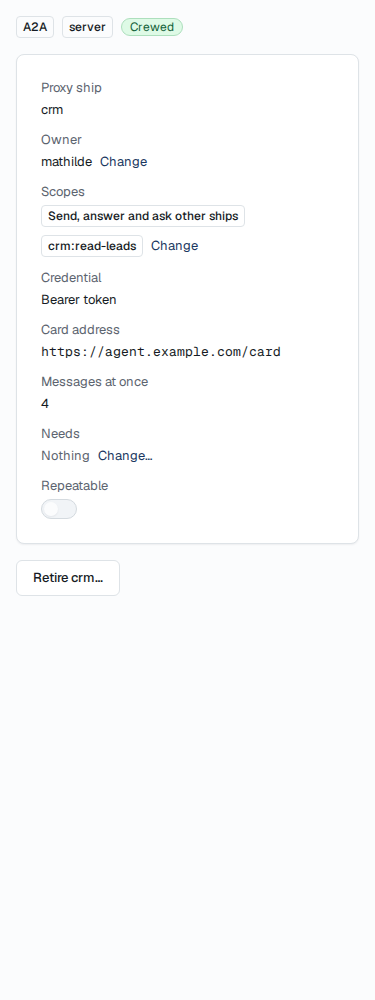 A2A server Crewed
Proxy ship
crm
Owner
mathilde Change
Scopes
Send, answer and ask other ships
crm:read-leads Change
Credential
Bearer token
Card address
https://agent.example.com/card
Messages at once
4
Needs
Nothing Change…
Repeatable
Retire crm…